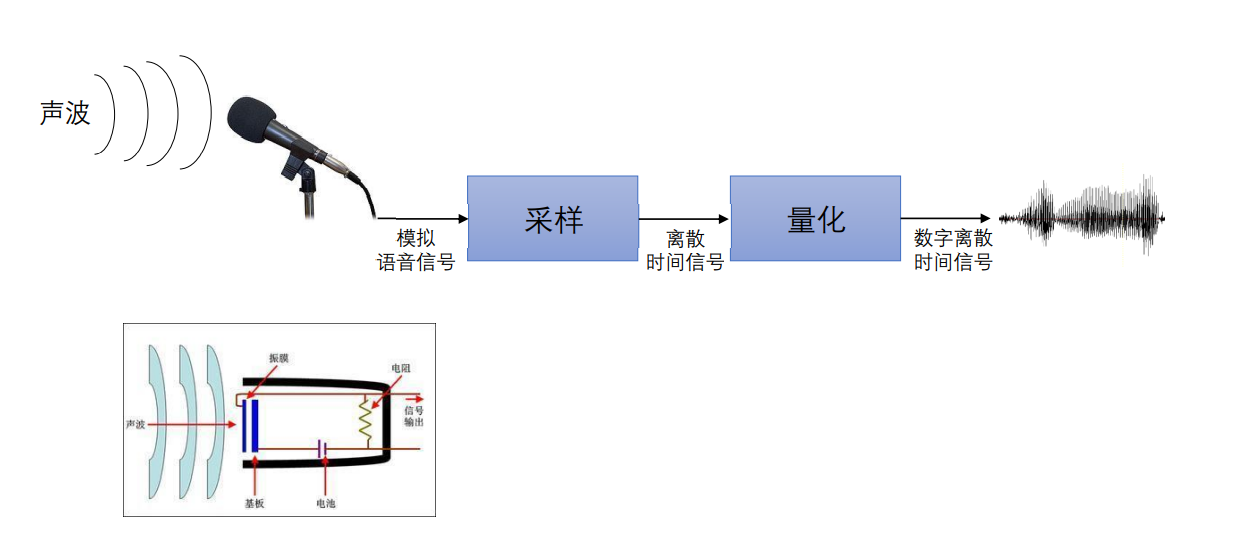 声波
采样
量化
模拟
语音信号
离散
时间信号
数字离散
时间信号
振膜
电阻
声波
信号
输出
基板
电池